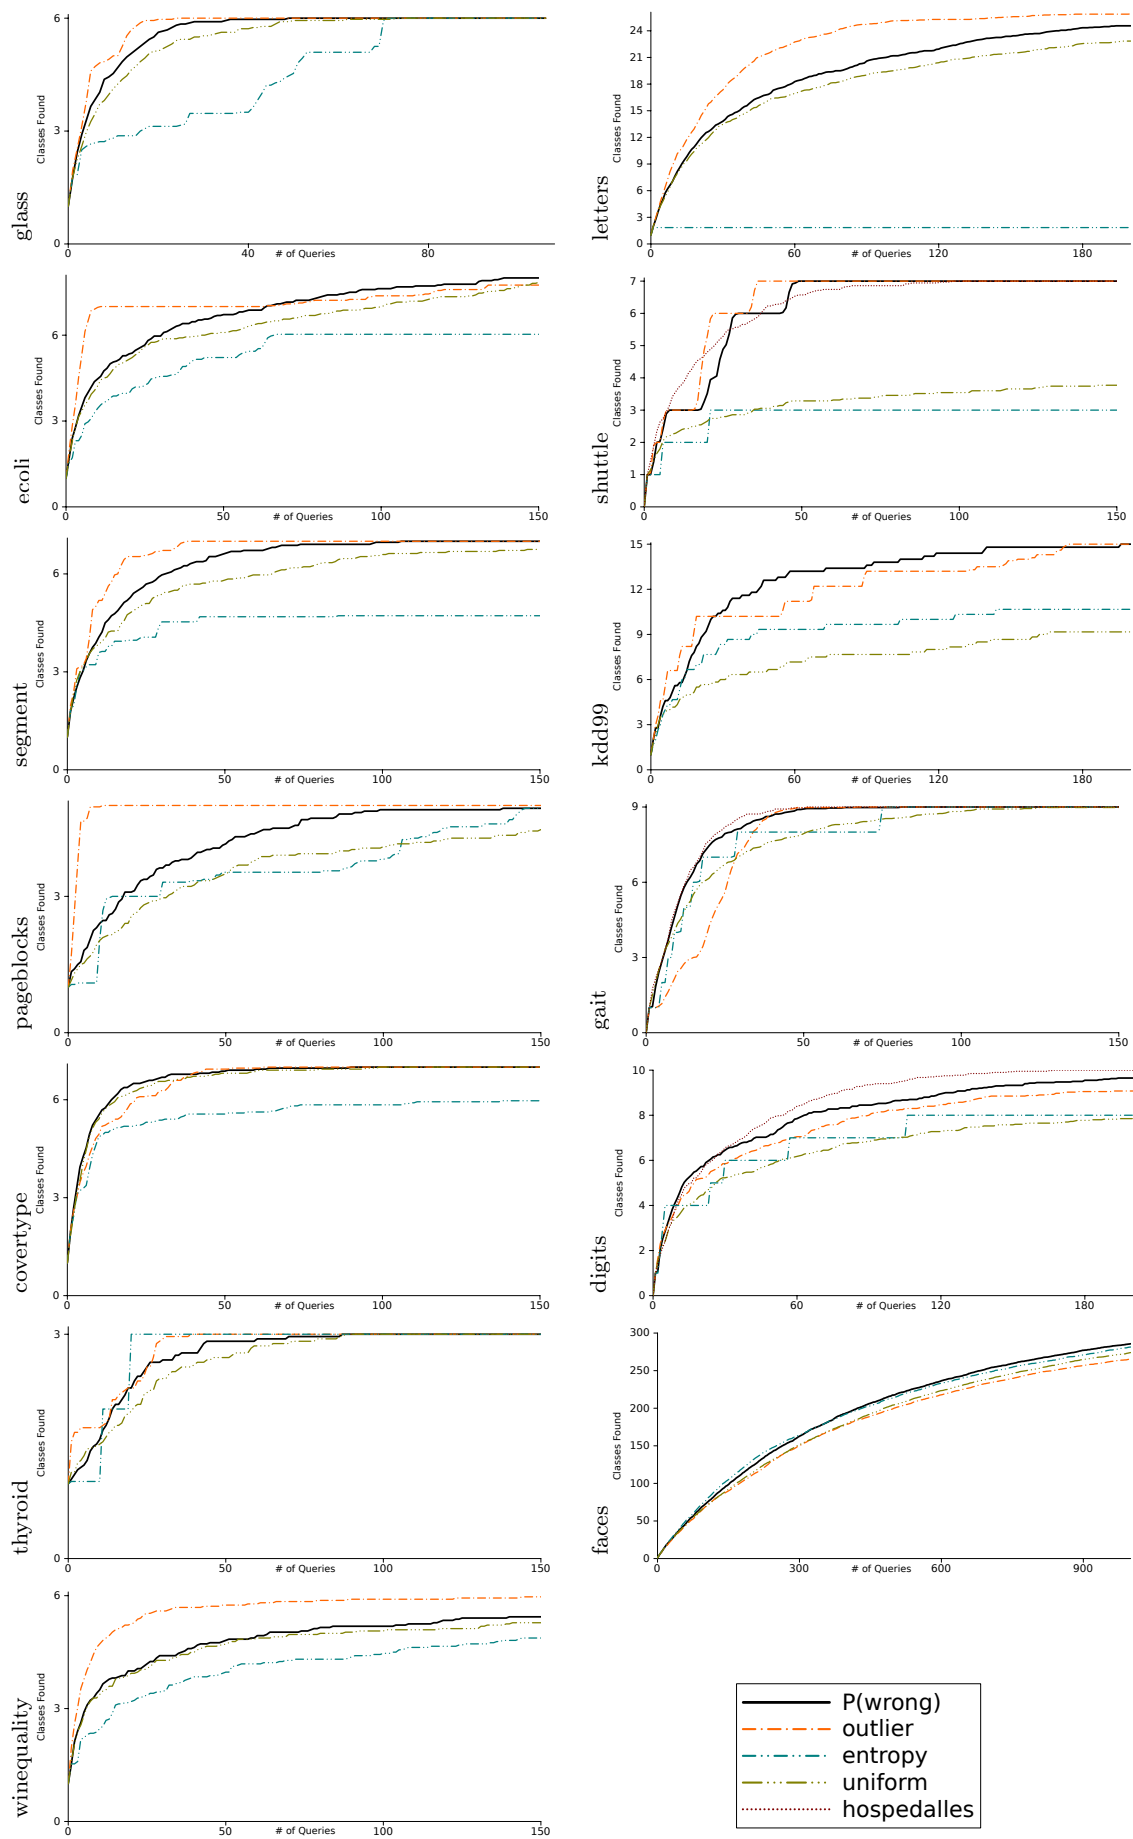 glass
Classes Found
6
3
0
0
40
80
# of Queries
letters
Classes Found
24
21
18
15
12
9
6
3
0
0
60
120
180
# of Queries
ecoli
Classes Found
6
3
0
0
50
100
150
# of Queries
shuttle
Classes Found
7
6
5
4
3
2
1
0
0
50
100
150
# of Queries
segment
Classes Found
6
3
0
0
50
100
150
# of Queries
kdd99
Classes Found
15
12
9
6
3
0
0
60
120
180
# of Queries
pageblocks
Classes Found
3
0
0
50
100
150
# of Queries
gait
Classes Found
9
6
3
0
0
50
100
150
# of Queries
covertype
Classes Found
6
3
0
0
50
100
150
# of Queries
digits
Classes Found
10
8
6
4
2
0
0
60
120
180
# of Queries
thyroid
Classes Found
3
0
0
50
100
150
# of Queries
faces
Classes Found
300
250
200
150
100
50
0
0
300
600
900
# of Queries
winequality
Classes Found
6
3
0
0
50
100
150
# of Queries
P(wrong)
outlier
entropy
uniform
hospedalles